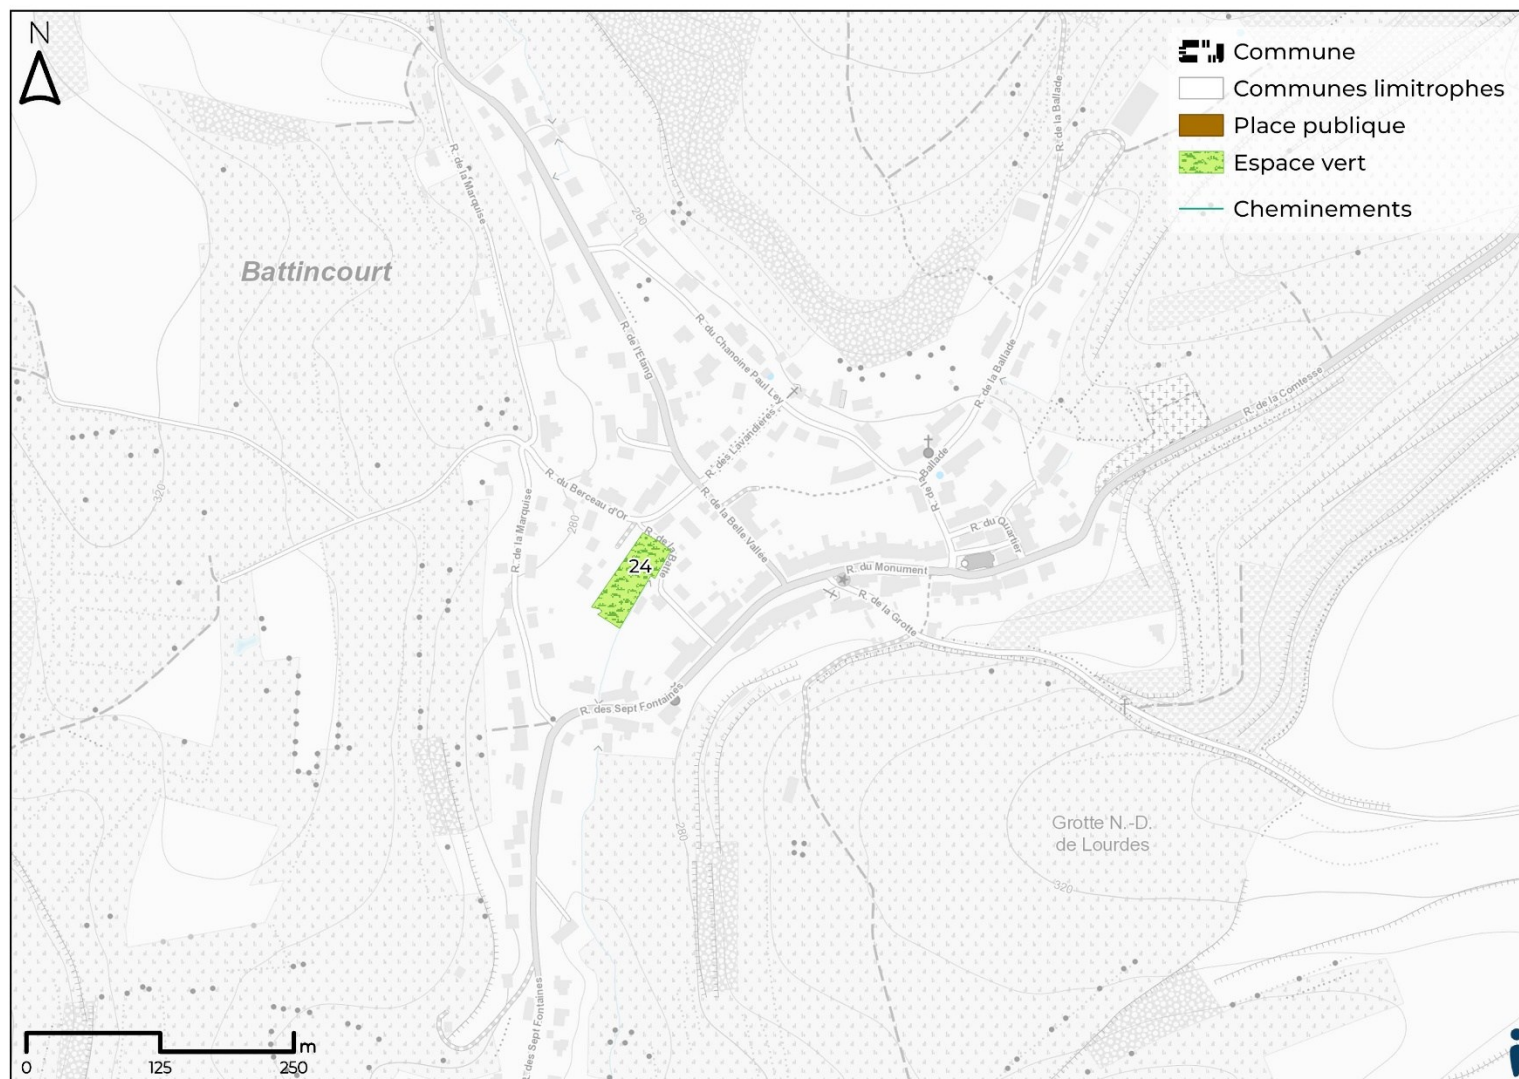 N
Commune
Communes limitrophes
Place publique
Espace vert
Cheminements
Battincourt
R. de la Marquise
R. de la Ballade
280
R. de l'Etang
R. du Chanoine Paul Ley
R. des Lavandières
R. de la Ballade
R. de la Comtesse
R. de la Ballade
320
R. du Berceau d'Or
R. de la Belle Vallée
R. de la Marquise
280
R. de la Batte
R. du Quartier
24
R. du Monument
R. de la Grotte
R. des Sept Fontaines
280
Grotte N.-D.
de Lourdes
320
des Sept Fontaines
m
0 125 250